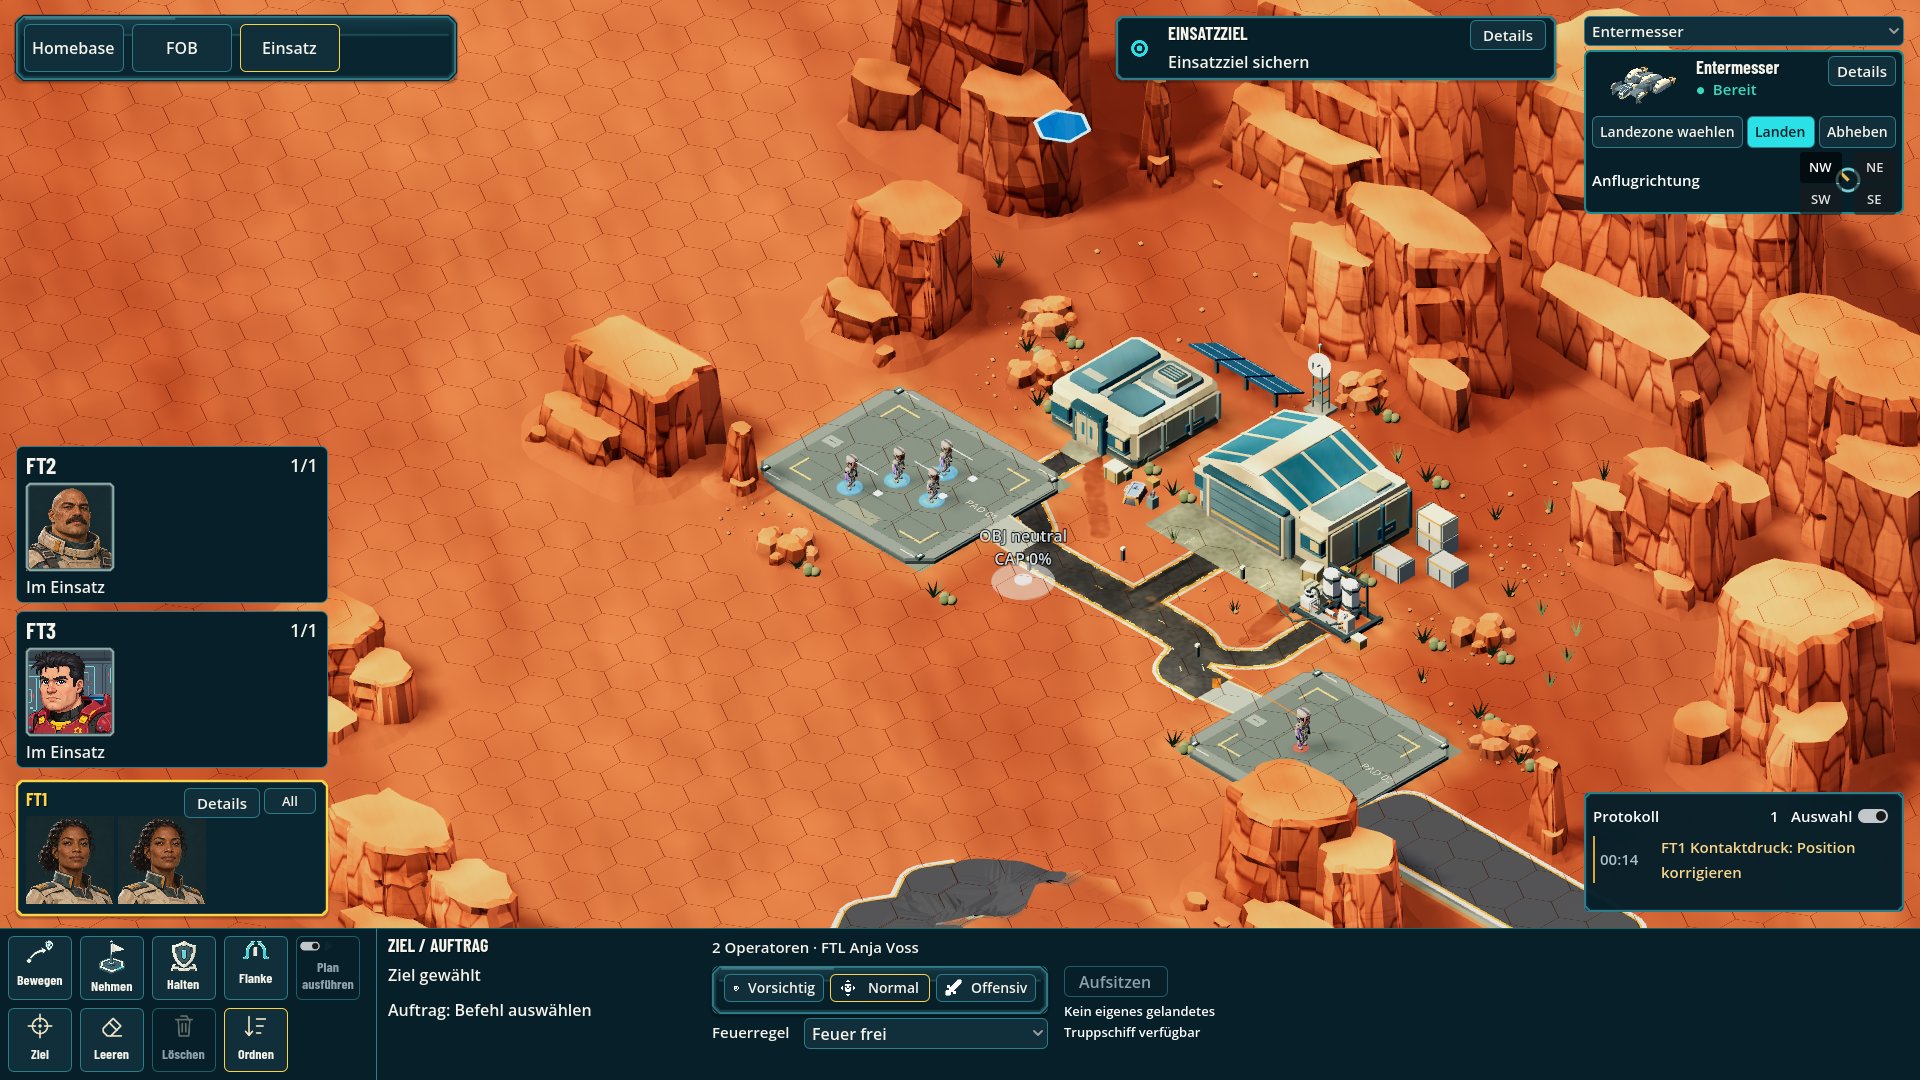 Homebase
FOB
Einsatz
EINSATZZIEL
Einsatzziel sichern
Details
Entermesser
Entermesser
Bereit
Details
Landezone waehlen
Landen
Abheben
Anflugrichtung
NW
NE
SW
SE
PAD 0
OBJ neutral
CAP 0%
PAD 0
FT2
1/1
Im Einsatz
FT3
1/1
Im Einsatz
FT1
Details
All
Protokoll
1
Auswahl
00:14
FT1 Kontaktdruck: Position
korrigieren
Bewegen
Nehmen
Halten
Flanke
Plan
ausführen
Ziel
Leeren
Löschen
Ordnen
ZIEL / AUFTRAG
Ziel gewählt
Auftrag: Befehl auswählen
2 Operatoren · FTL Anja Voss
Vorsichtig
Normal
Offensiv
Feuerregel
Feuer frei
Aufsitzen
Kein eigenes gelandetes
Truppschiff verfügbar